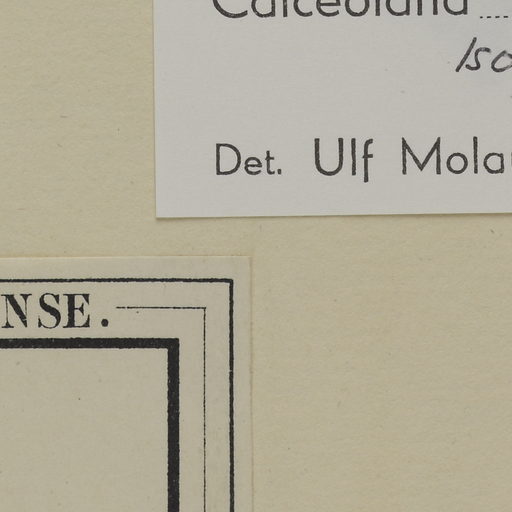 Calceolaria
Iso
Det. Ulf Mola
NSE.